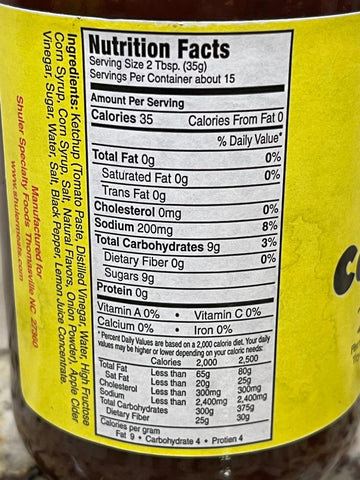 Nutrition Facts
Serving Size 2 Tbsp. (35g)
Servings Per Container about 15
Amount Per Serving
Calories 35 Calories From Fat 0
% Daily Value*
Total Fat 0g 0%
Saturated Fat 0g 0%
Trans Fat 0g
Cholesterol 0mg 0%
Sodium 200mg 8%
Total Carbohydrates 9g 3%
Dietary Fiber 0g 0%
Sugars 9g
Protein 0g
Vitamin A 0% • Vitamin C 0%
Calcium 0% • Iron 0%
*Percent Daily Values are based on a 2,000 calorie diet. Your daily
values may be higher or lower depending on your caloric needs:
Calories 2,000 2,500
Total Fat Less than 65g 80g
Sat Fat Less than 20g 25g
Cholesterol Less than 300mg 300mg
Sodium Less than 2,400mg 2,400mg
Total Carbohydrates 300g 375g
Dietary Fiber 25g 30g
Calories per gram
Fat 9 • Carbohydrate 4 • Protien 4
Ingredients: Ketchup (Tomato Paste, Distilled Vinegar, Water, High Fructose
Corn Syrup, Corn Syrup, Salt, Natural Flavors, Onion Powder), Apple Cider
Vinegar, Sugar, Water, Salt, Black Pepper, Lemon Juice Concentrate.
Manufactured for
Shuler Specialty Foods Thomasville NC 27360
www.shulermeats.com